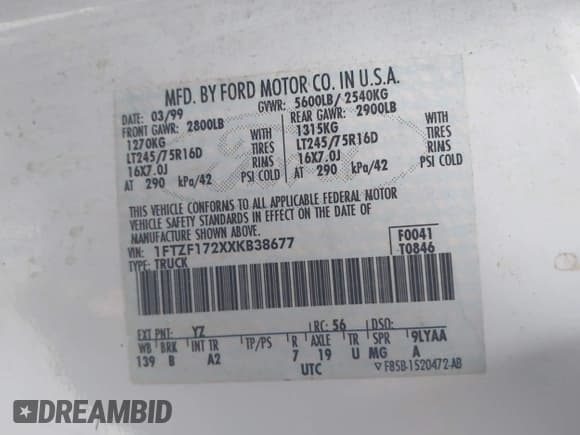 MFD. BY FORD MOTOR CO. IN U.S.A.
DATE: 03/99 GVWR: 5600LB/ 2540KG
FRONT GAWR: 2800LB REAR GAWR: 2900LB
1270KG WITH 1315KG WITH
LT245/75R16D TIRES LT245/75R16D TIRES
16X7.0J RIMS 16X7.0J RIMS
AT 290 kPa/42 PSI COLD AT 290 kPa/42 PSI COLD
THIS VEHICLE CONFORMS TO ALL APPLICABLE FEDERAL MOTOR
VEHICLE SAFETY STANDARDS IN EFFECT ON THE DATE OF
MANUFACTURE SHOWN ABOVE.
VIN: 1FTZF172XXKB38677 F0041
TYPE: TRUCK T0846
EXT PNT: YZ RC: 56 DSO:
WB BRK INT TR TP/PS R AXLE TR SPR 9LYAA
139 B A2 7 19 U MG A
UTC ▽ F85B-1520472-AB
DREAMBID